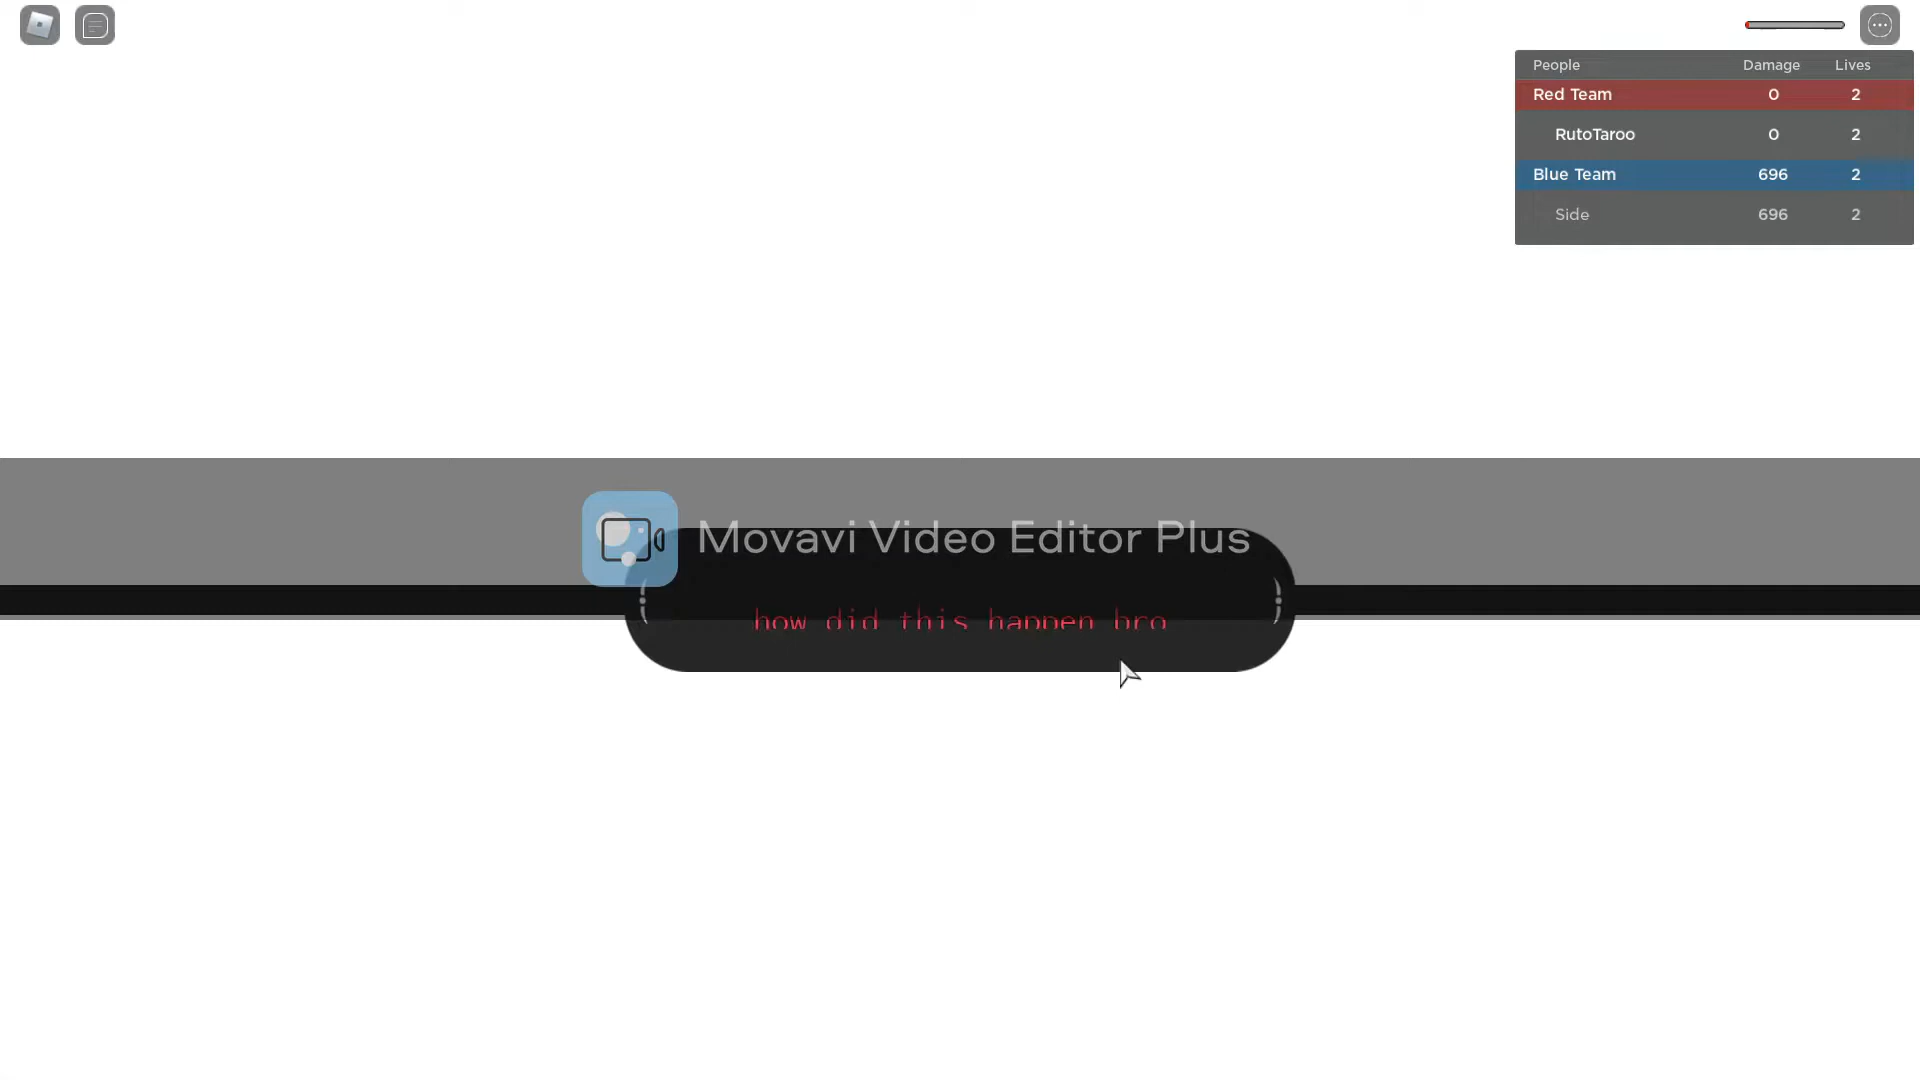 People Damage Lives
Red Team 0 2
RutoTaroo 0 2
Blue Team 696 2
Side 696 2
Movavi Video Editor Plus
how did this happen bro